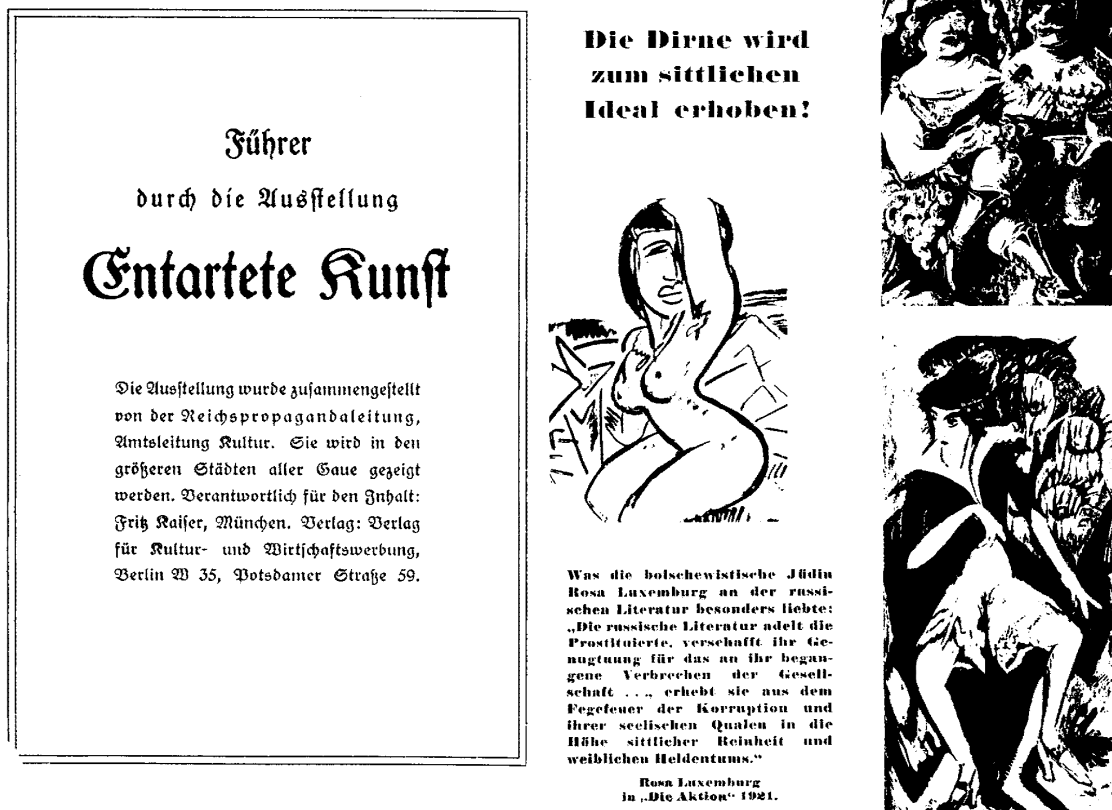 Führer
durch die Ausstellung
Entartete Kunst
Die Ausstellung wurde zusammengestellt
von der Reichspropagandaleitung,
Amtsleitung Kultur. Sie wird in den
größeren Städten aller Gaue gezeigt
werden. Verantwortlich für den Inhalt:
Fritz Kaiser, München. Verlag: Verlag
für Kultur- und Wirtschaftswerbung,
Berlin W 35, Potsdamer Straße 59.
Die Dirne wird
zum sittlichen
Ideal erhoben!
Was die bolschewistische Jüdin
Rosa Luxemburg an der russi-
schen Literatur besonders liebte:
„Die russische Literatur adelt die
Prostituierte, verschafft ihr Ge-
nugtuung für das an ihr began-
gene Verbrechen der Gesell-
schaft ..., erhebt sie aus dem
Fegefeuer der Korruption und
ihrer seelischen Qualen in die
Höhe sittlicher Reinheit und
weiblichen Heldentums.“
Rosa Luxemburg
in „Die Aktion“ 1921.